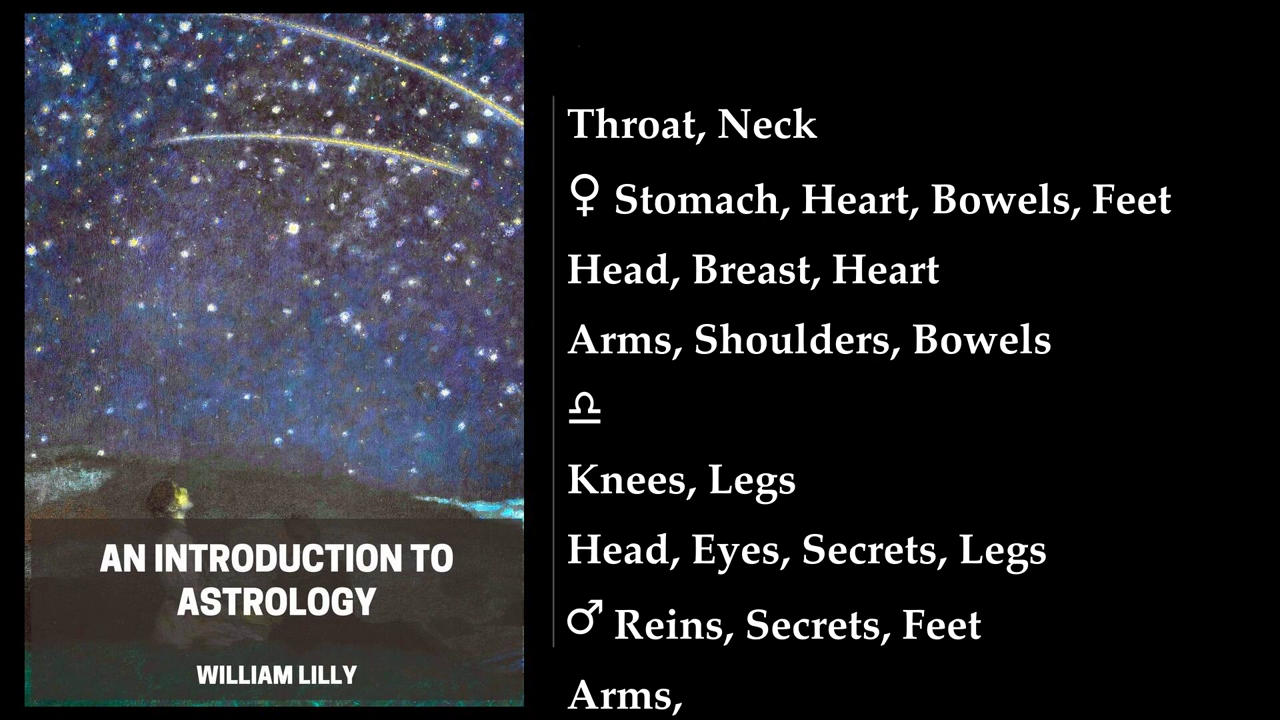 AN INTRODUCTION TO
ASTROLOGY
WILLIAM LILLY
Throat, Neck
♀ Stomach, Heart, Bowels, Feet
Head, Breast, Heart
Arms, Shoulders, Bowels
♎
Knees, Legs
Head, Eyes, Secrets, Legs
♂ Reins, Secrets, Feet
Arms,